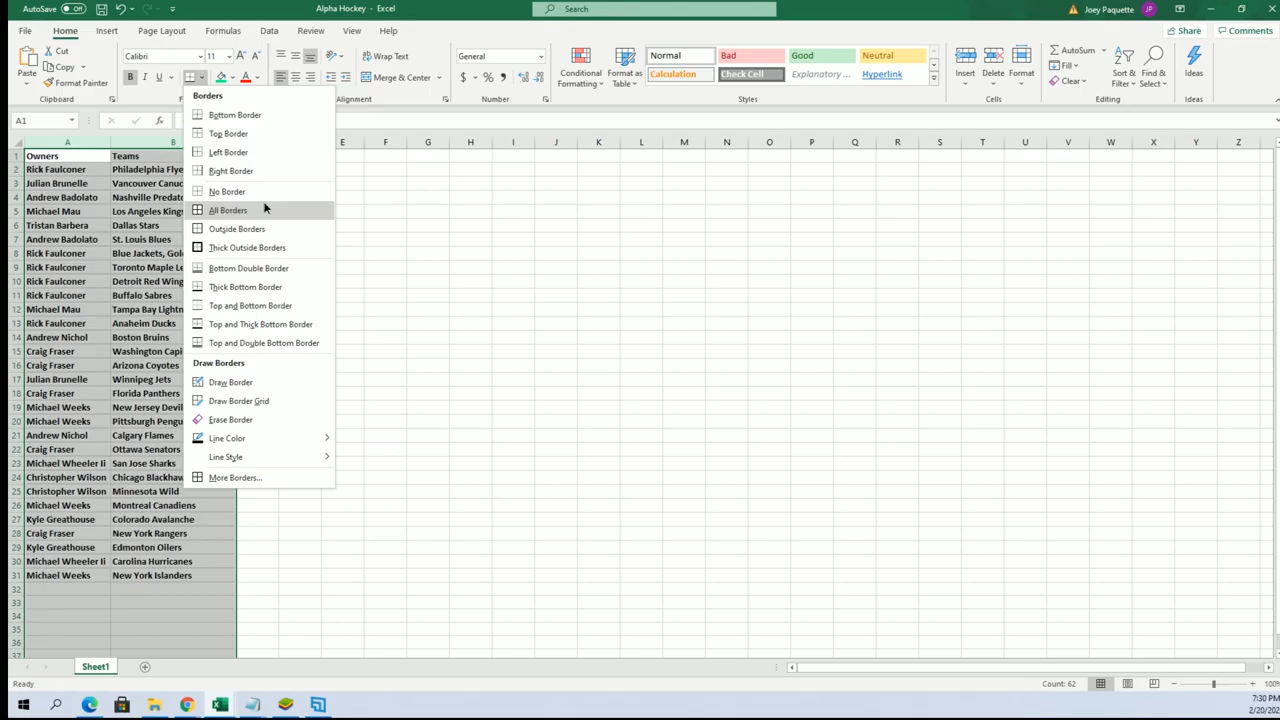 AutoSave Off
Alpha Hockey - Excel
Search
Joey Paquette JP
File Home Insert Page Layout Formulas Data Review View Help Share Comments
Paste Cut Copy Format Painter
Calibri 11
B I U
Wrap Text
Merge & Center
General
$ % ,
Conditional Formatting
Format as Table
Normal Bad Good Neutral
Calculation Check Cell Explanatory ... Hyperlink
Insert Delete Format
AutoSum Fill Clear
Sort & Filter
Find & Select
Ideas
Clipboard Alignment Number Styles Cells Editing Ideas
A1 fx
Borders
Bottom Border
Top Border
Left Border
Right Border
No Border
All Borders
Outside Borders
Thick Outside Borders
Bottom Double Border
Thick Bottom Border
Top and Bottom Border
Top and Thick Bottom Border
Top and Double Bottom Border
Draw Borders
Draw Border
Draw Border Grid
Erase Border
Line Color
Line Style
More Borders...
A B E F G H I J K L M N O P Q R S T U V W X Y Z
1 Owners Teams
2 Rick Faulconer Philadelphia Flye
3 Julian Brunelle Vancouver Canuc
4 Andrew Badolato Nashville Predato
5 Michael Mau Los Angeles Kings
6 Tristan Barbera Dallas Stars
7 Andrew Badolato St. Louis Blues
8 Rick Faulconer Blue Jackets, Gol
9 Rick Faulconer Toronto Maple Le
10 Rick Faulconer Detroit Red Wing
11 Rick Faulconer Buffalo Sabres
12 Michael Mau Tampa Bay Lightn
13 Rick Faulconer Anaheim Ducks
14 Andrew Nichol Boston Bruins
15 Craig Fraser Washington Capi
16 Craig Fraser Arizona Coyotes
17 Julian Brunelle Winnipeg Jets
18 Craig Fraser Florida Panthers
19 Michael Weeks New Jersey Devil
20 Michael Weeks Pittsburgh Pengu
21 Andrew Nichol Calgary Flames
22 Craig Fraser Ottawa Senators
23 Michael Wheeler Ii San Jose Sharks
24 Christopher Wilson Chicago Blackhaw
25 Christopher Wilson Minnesota Wild
26 Michael Weeks Montreal Canadiens
27 Kyle Greathouse Colorado Avalanche
28 Craig Fraser New York Rangers
29 Kyle Greathouse Edmonton Oilers
30 Michael Wheeler Ii Carolina Hurricanes
31 Michael Weeks New York Islanders
32
33
34
35
36
37
Sheet1
Ready
Count: 62
100%
7:30 PM
2/20/202